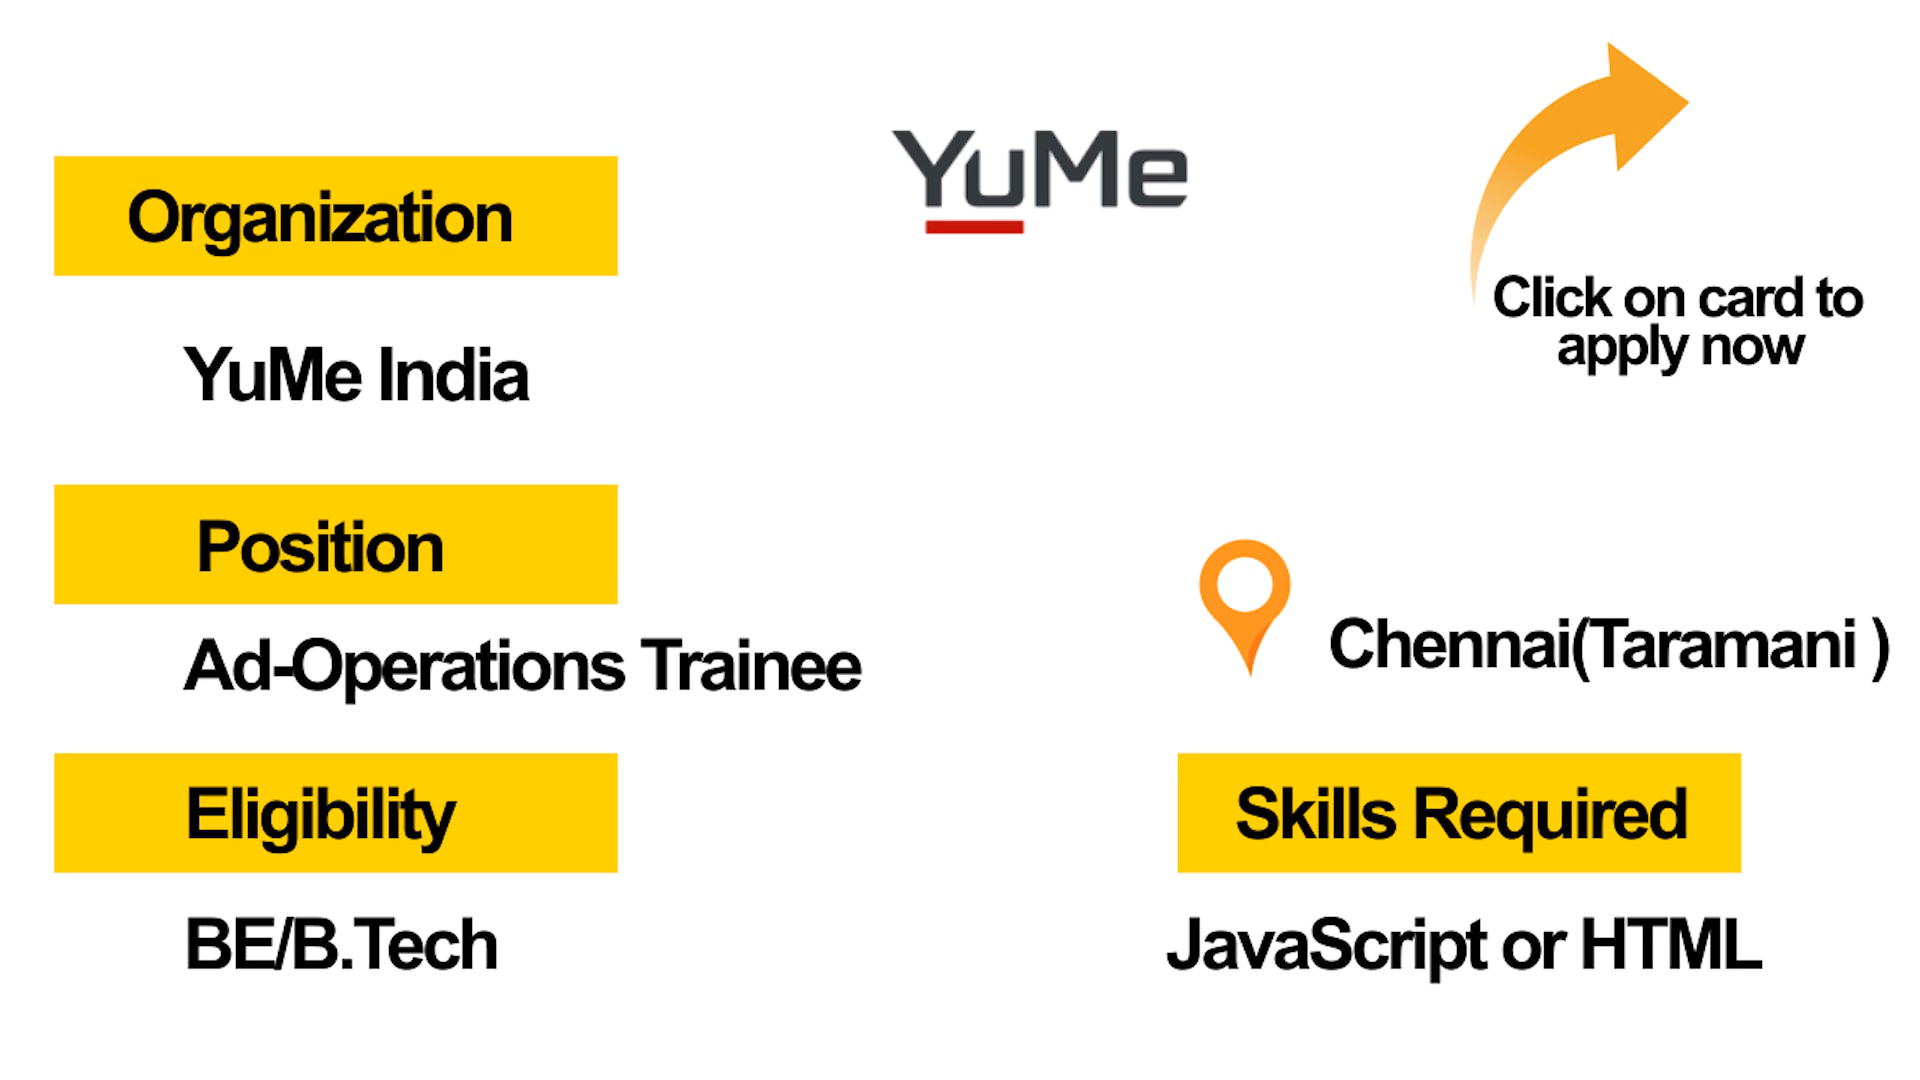 YuMe
Organization
Click on card to
apply now
YuMe India
Position
Ad-Operations Trainee
Chennai(Taramani )
Eligibility
Skills Required
BE/B.Tech
JavaScript or HTML